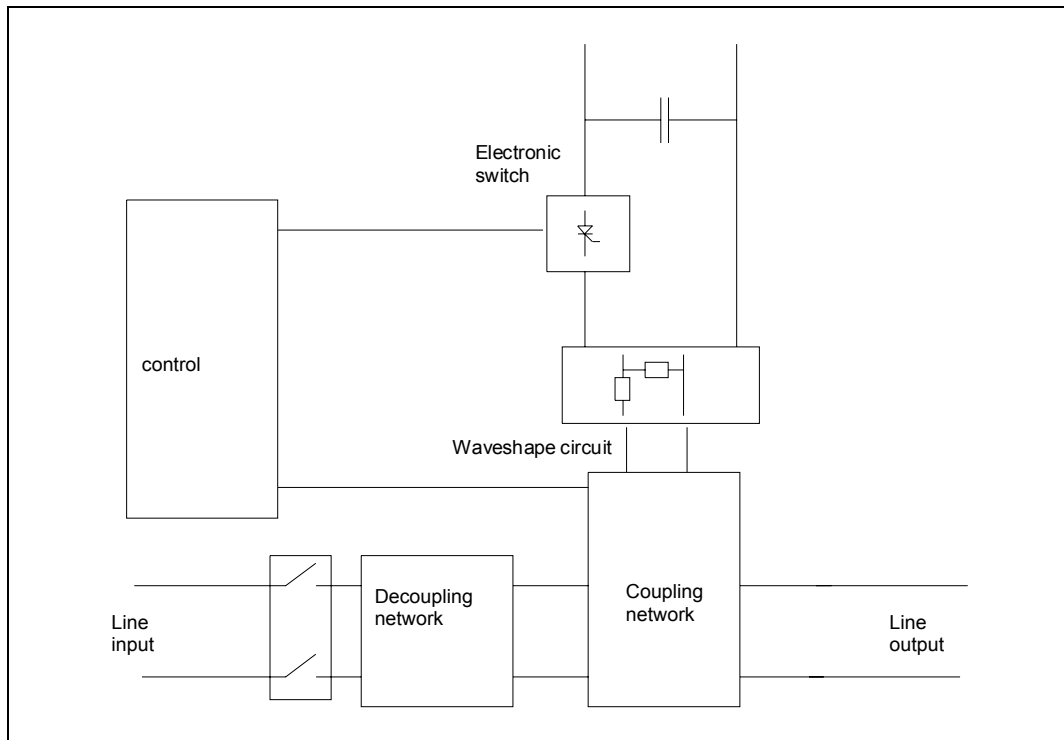 Electronic
switch
control
Waveshape circuit
Decoupling
network
Coupling
network
Line
input
Line
output